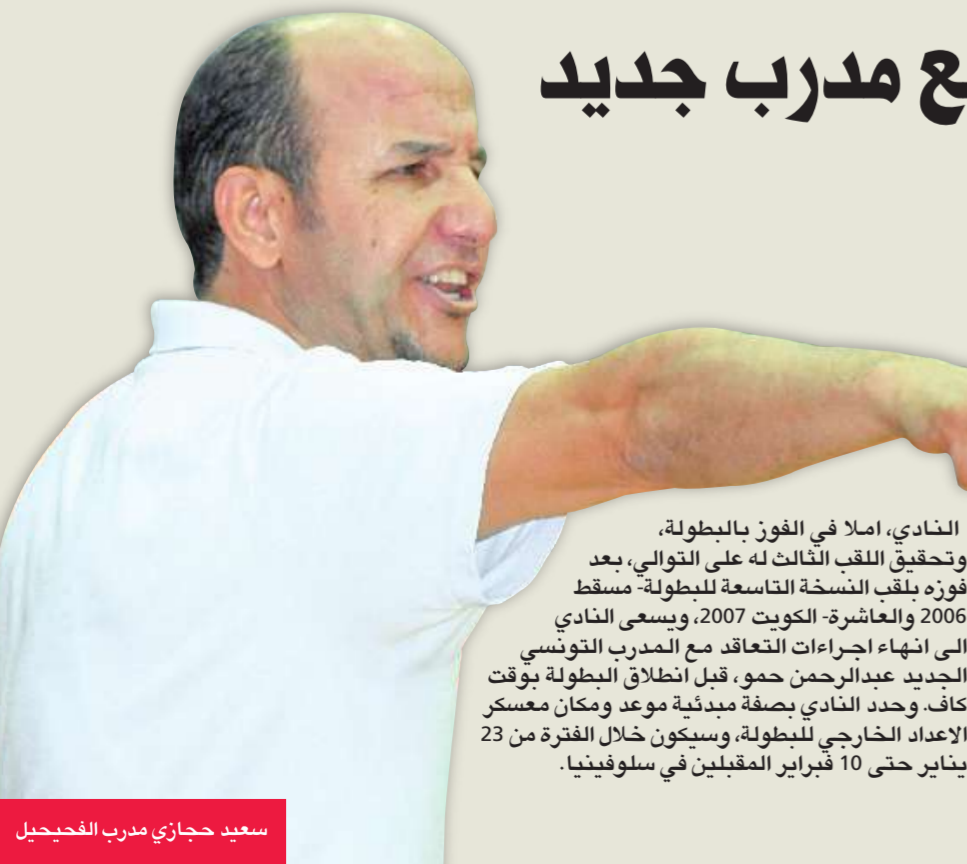 ع مدرب جديد
النادي، املا في الفوز بالبطولة،
وتحقيق اللقب الثالث له على التوالي، بعد
فوزه بلقب النسخة التاسعة للبطولة- مسقط
2006 والعاشرة- الكويت 2007، ويسعى النادي
الى انهاء اجراءات التعاقد مع المدرب التونسي
الجديد عبدالرحمن حمو، قبل انطلاق البطولة بوقت
كاف. وحدد النادي بصفة مبدئية موعد ومكان معسكر
الاعداد الخارجي للبطولة، وسيكون خلال الفترة من 23
يناير حتى 10 فبراير المقبلين في سلوفينيا.
سعيد حجازي مدرب الفحيحيل